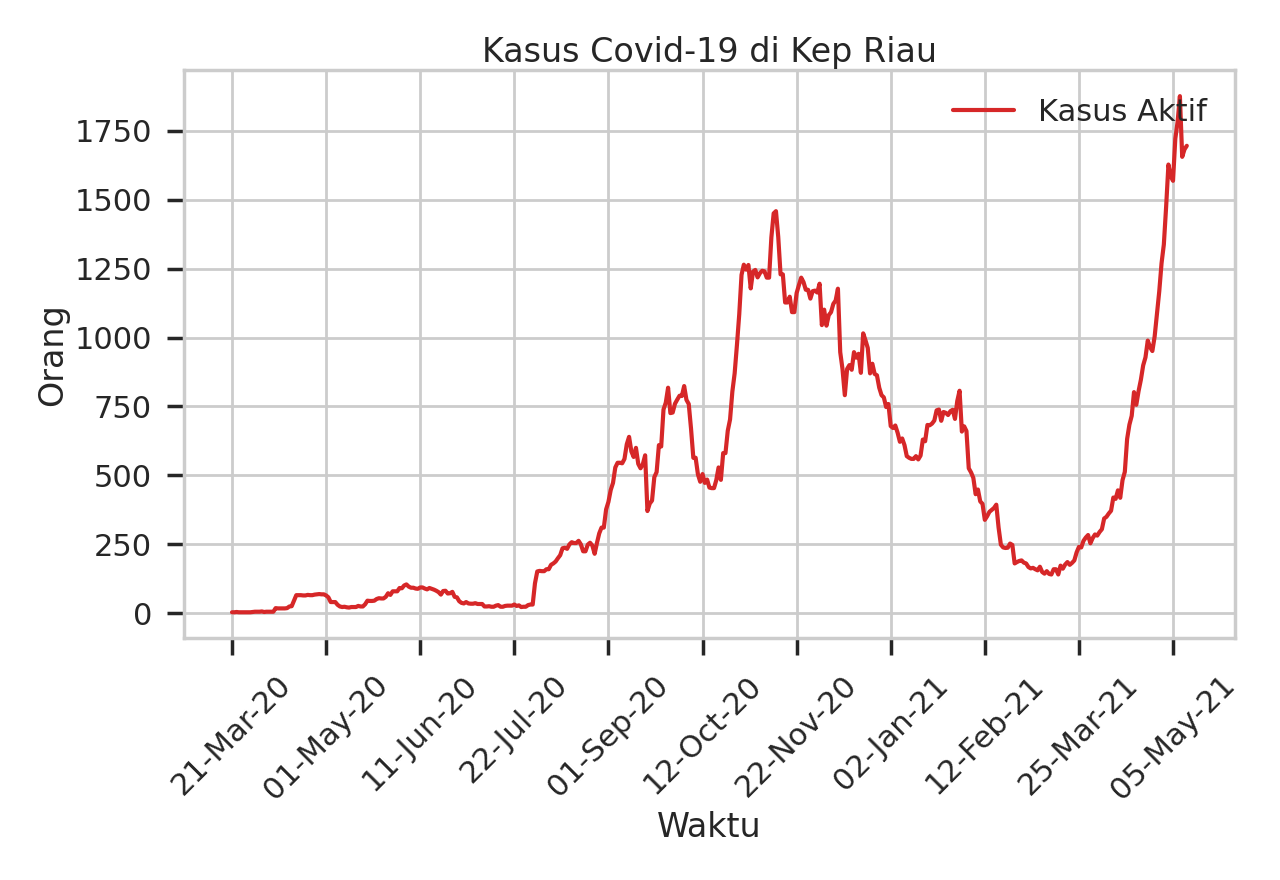 Kasus Covid-19 di Kep Riau
Kasus Aktif
Orang
1750
1500
1250
1000
750
500
250
0
21-Mar-20
01-May-20
11-Jun-20
22-Jul-20
01-Sep-20
12-Oct-20
22-Nov-20
02-Jan-21
12-Feb-21
25-Mar-21
05-May-21
Waktu